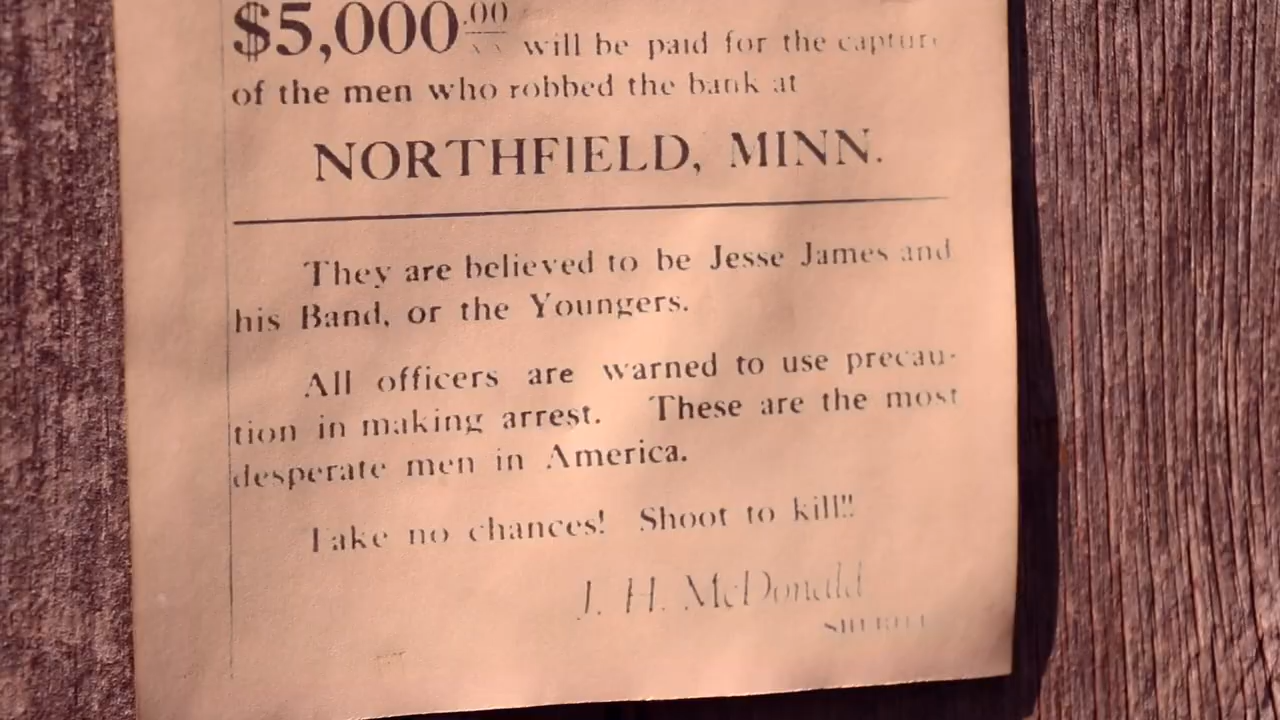 $5,000.00 will be paid for the capture
of the men who robbed the bank at
NORTHFIELD, MINN.
They are believed to be Jesse James and
his Band, or the Youngers.
All officers are warned to use precau-
tion in making arrest. These are the most
desperate men in America.
Take no chances! Shoot to kill!!
J. H. McDonald
SHERIFF